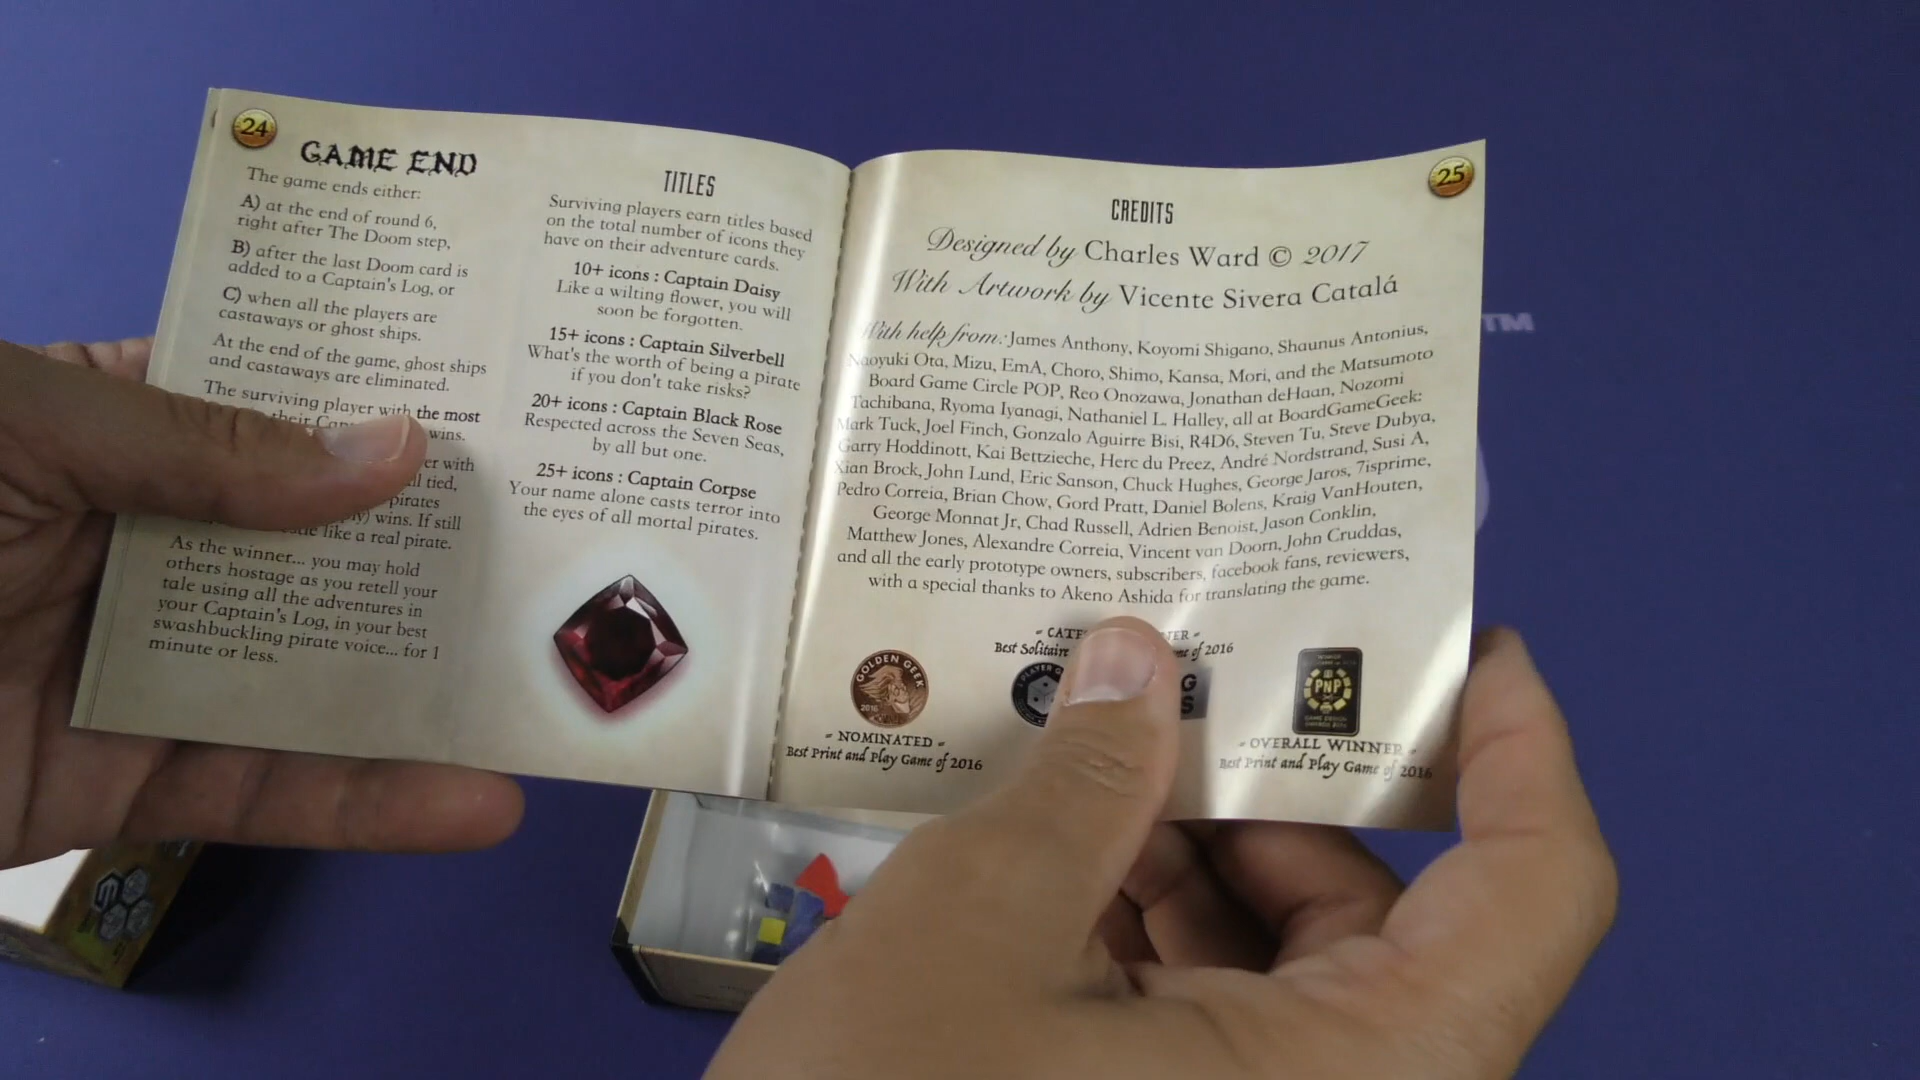 24
GAME END
The game ends either:
A) at the end of round 6,
right after The Doom step,
B) after the last Doom card is
added to a Captain's Log, or
C) when all the players are
castaways or ghost ships.
At the end of the game, ghost ships
and castaways are eliminated.
The surviving player with the most
their
wins.
with
tied,
pirates
wins. If still
like a real pirate.
As the winner... you may hold
others hostage as you retell your
tale using all the adventures in
your Captain's Log, in your best
swashbuckling pirate voice... for 1
minute or less.
TITLES
Surviving players earn titles based
on the total number of icons they
have on their adventure cards.
10+ icons : Captain Daisy
Like a wilting flower, you will
soon be forgotten.
15+ icons : Captain Silverbell
What's the worth of being a pirate
if you don't take risks?
20+ icons : Captain Black Rose
Respected across the Seven Seas,
by all but one.
25+ icons : Captain Corpse
Your name alone casts terror into
the eyes of all mortal pirates.
25
CREDITS
Designed by Charles Ward © 2017
With Artwork by Vicente Sivera Catalá
With help from: James Anthony, Koyomi Shigano, Shaunus Antonius,
Naoyuki Ota, Mizu, EmA, Choro, Shimo, Kansa, Mori, and the Matsumoto
Board Game Circle POP, Reo Onozawa, Jonathan deHaan, Nozomi
Tachibana, Ryoma Iyanagi, Nathaniel L. Halley, all at BoardGameGeek:
Mark Tuck, Joel Finch, Gonzalo Aguirre Bisi, R4D6, Steven Tu, Steve Dubya,
Garry Hoddinott, Kai Bettzieche, Herc du Preez, André Nordstrand, Susi A,
Xian Brock, John Lund, Eric Sanson, Chuck Hughes, George Jaros, 7isprime,
Pedro Correia, Brian Chow, Gord Pratt, Daniel Bolens, Kraig VanHouten,
George Monnat Jr, Chad Russell, Adrien Benoist, Jason Conklin,
Matthew Jones, Alexandre Correia, Vincent van Doorn, John Cruddas,
and all the early prototype owners, subscribers, facebook fans, reviewers,
with a special thanks to Akeno Ashida for translating the game.
Best Solitaire of 2016
GOLDEN GEEK
2016
- NOMINATED -
Best Print and Play Game of 2016
1 PLAYER
G
S
WINNER
PNP
GAME DESIGN
- OVERALL WINNER -
Best Print and Play Game of 2016
TM